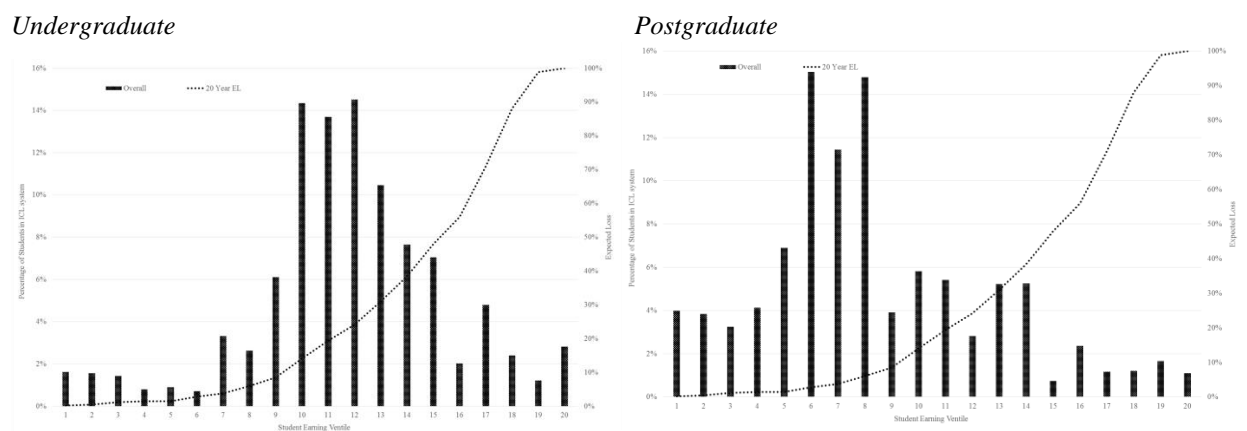 Undergraduate
Postgraduate
16%
14%
12%
10%
8%
6%
4%
2%
0%
Percentage of Students in ICL system
Overall
20 Year EL
100%
90%
80%
70%
60%
50%
40%
30%
20%
10%
0%
Expected Loss
1 2 3 4 5 6 7 8 9 10 11 12 13 14 15 16 17 18 19 20
Student Earning Ventile
16%
14%
12%
10%
8%
6%
4%
2%
0%
Percentage of Students in ICL system
Overall
20 Year EL
100%
90%
80%
70%
60%
50%
40%
30%
20%
10%
0%
Expected Loss
1 2 3 4 5 6 7 8 9 10 11 12 13 14 15 16 17 18 19 20
Student Earning Ventile